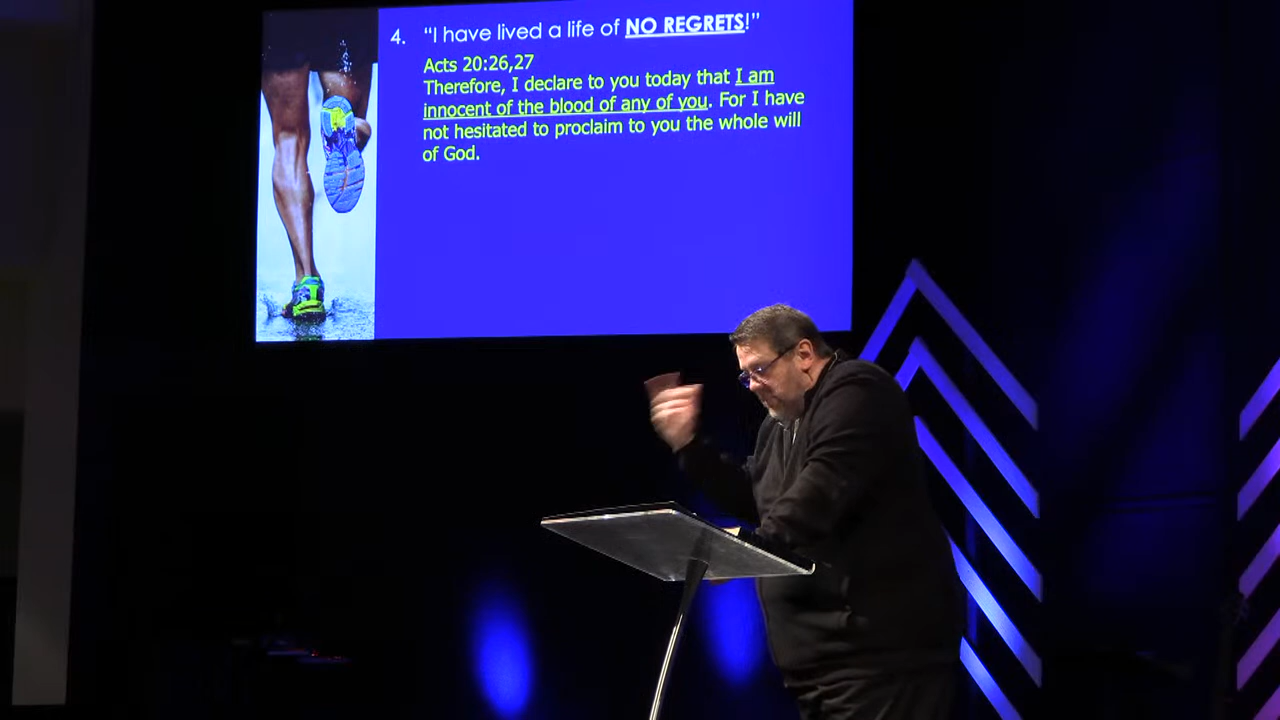 4. “I have lived a life of NO REGRETS!”
Acts 20:26,27
Therefore, I declare to you today that I am
innocent of the blood of any of you. For I have
not hesitated to proclaim to you the whole will
of God.